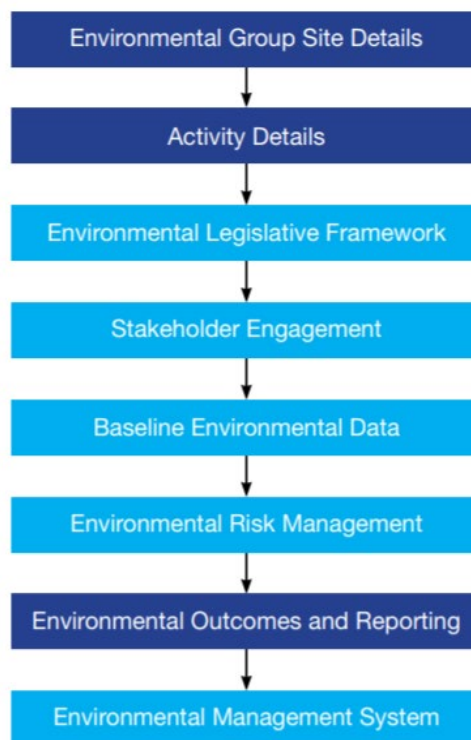 Environmental Group Site Details
Activity Details
Environmental Legislative Framework
Stakeholder Engagement
Baseline Environmental Data
Environmental Risk Management
Environmental Outcomes and Reporting
Environmental Management System